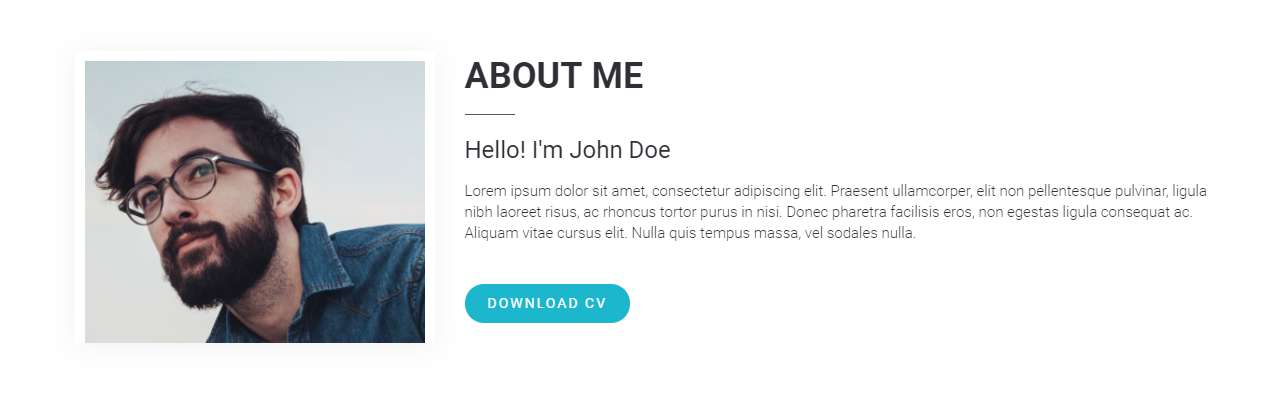 ABOUT ME
Hello! I'm John Doe
Lorem ipsum dolor sit amet, consectetur adipiscing elit. Praesent ullamcorper, elit non pellentesque pulvinar, ligula
nibh laoreet risus, ac rhoncus tortor purus in nisi. Donec pharetra facilisis eros, non egestas ligula consequat ac.
Aliquam vitae cursus elit. Nulla quis tempus massa, vel sodales nulla.
DOWNLOAD CV